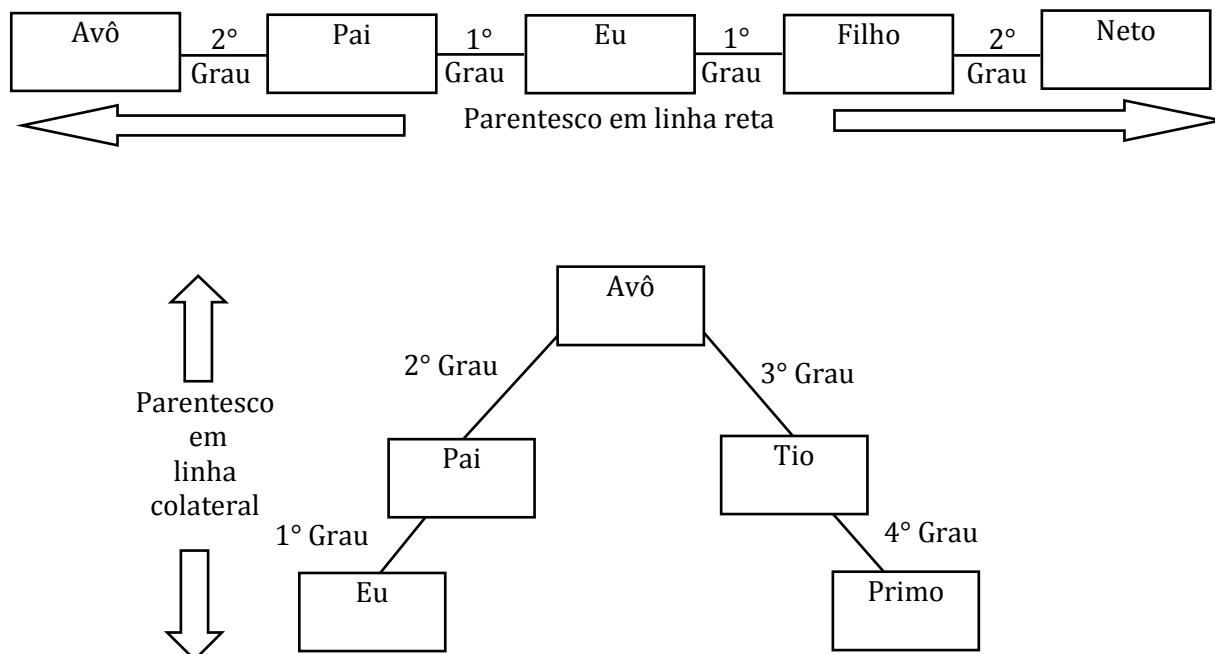 Avô
2°
Grau
Pai
1°
Grau
Eu
1°
Grau
Filho
2°
Grau
Neto
Parentesco em linha reta
Avô
2° Grau
3° Grau
Parentesco
em
linha
colateral
Pai
Tio
1° Grau
4° Grau
Eu
Primo